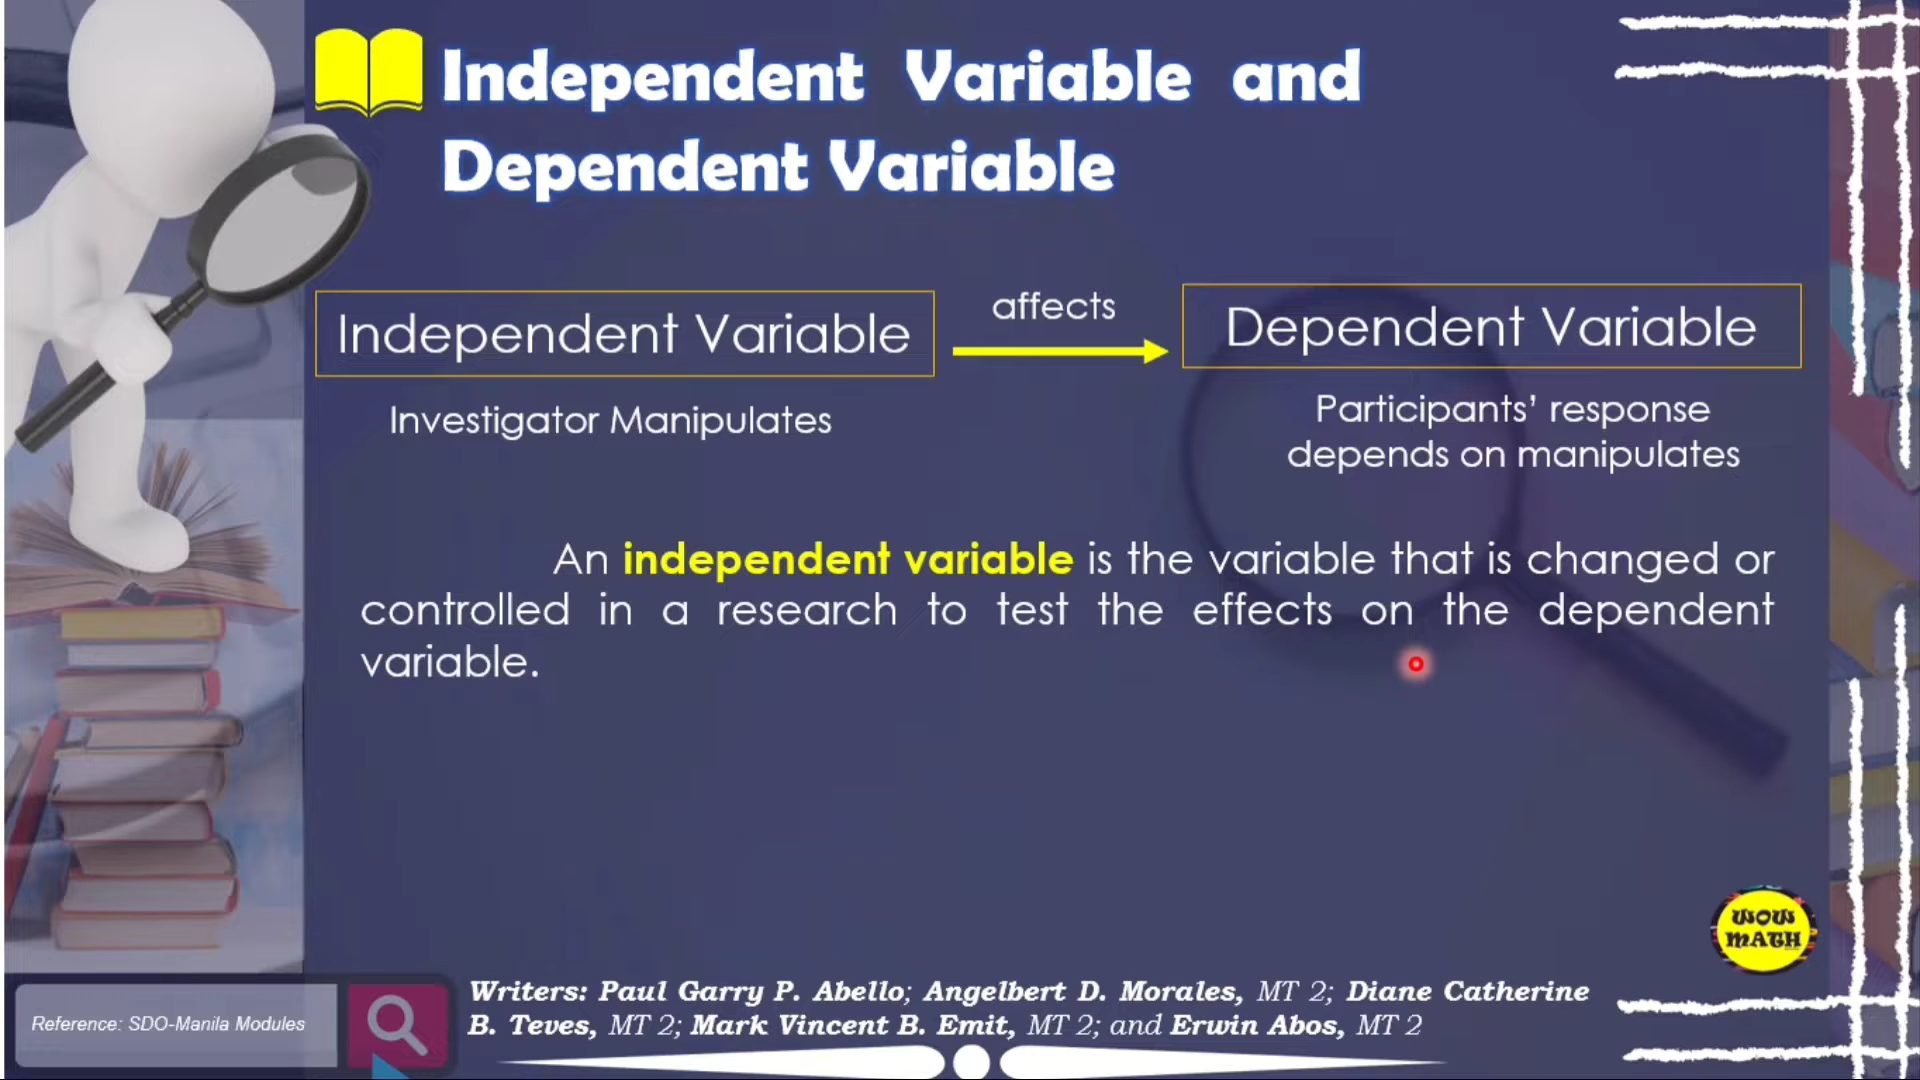 Independent Variable and
Dependent Variable
Independent Variable
affects
Dependent Variable
Investigator Manipulates
Participants’ response
depends on manipulates
An independent variable is the variable that is changed or
controlled in a research to test the effects on the dependent
variable.
WOW
MATH
Writers: Paul Garry P. Abello; Angelbert D. Morales, MT 2; Diane Catherine
B. Teves, MT 2; Mark Vincent B. Emit, MT 2; and Erwin Abos, MT 2
Reference: SDO-Manila Modules